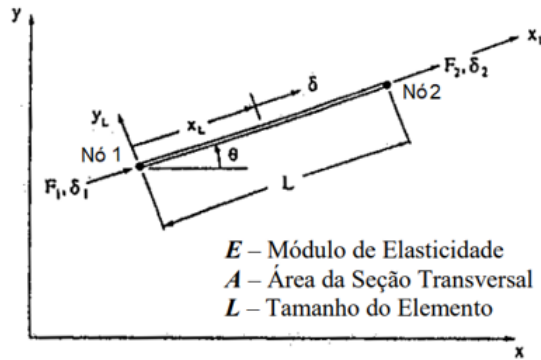 y
x_L
F₂,δ₂
δ
Nó 2
y_L
x_L
Nó 1
θ
F₁,δ₁
L
E – Módulo de Elasticidade
A – Área da Seção Transversal
L – Tamanho do Elemento
x